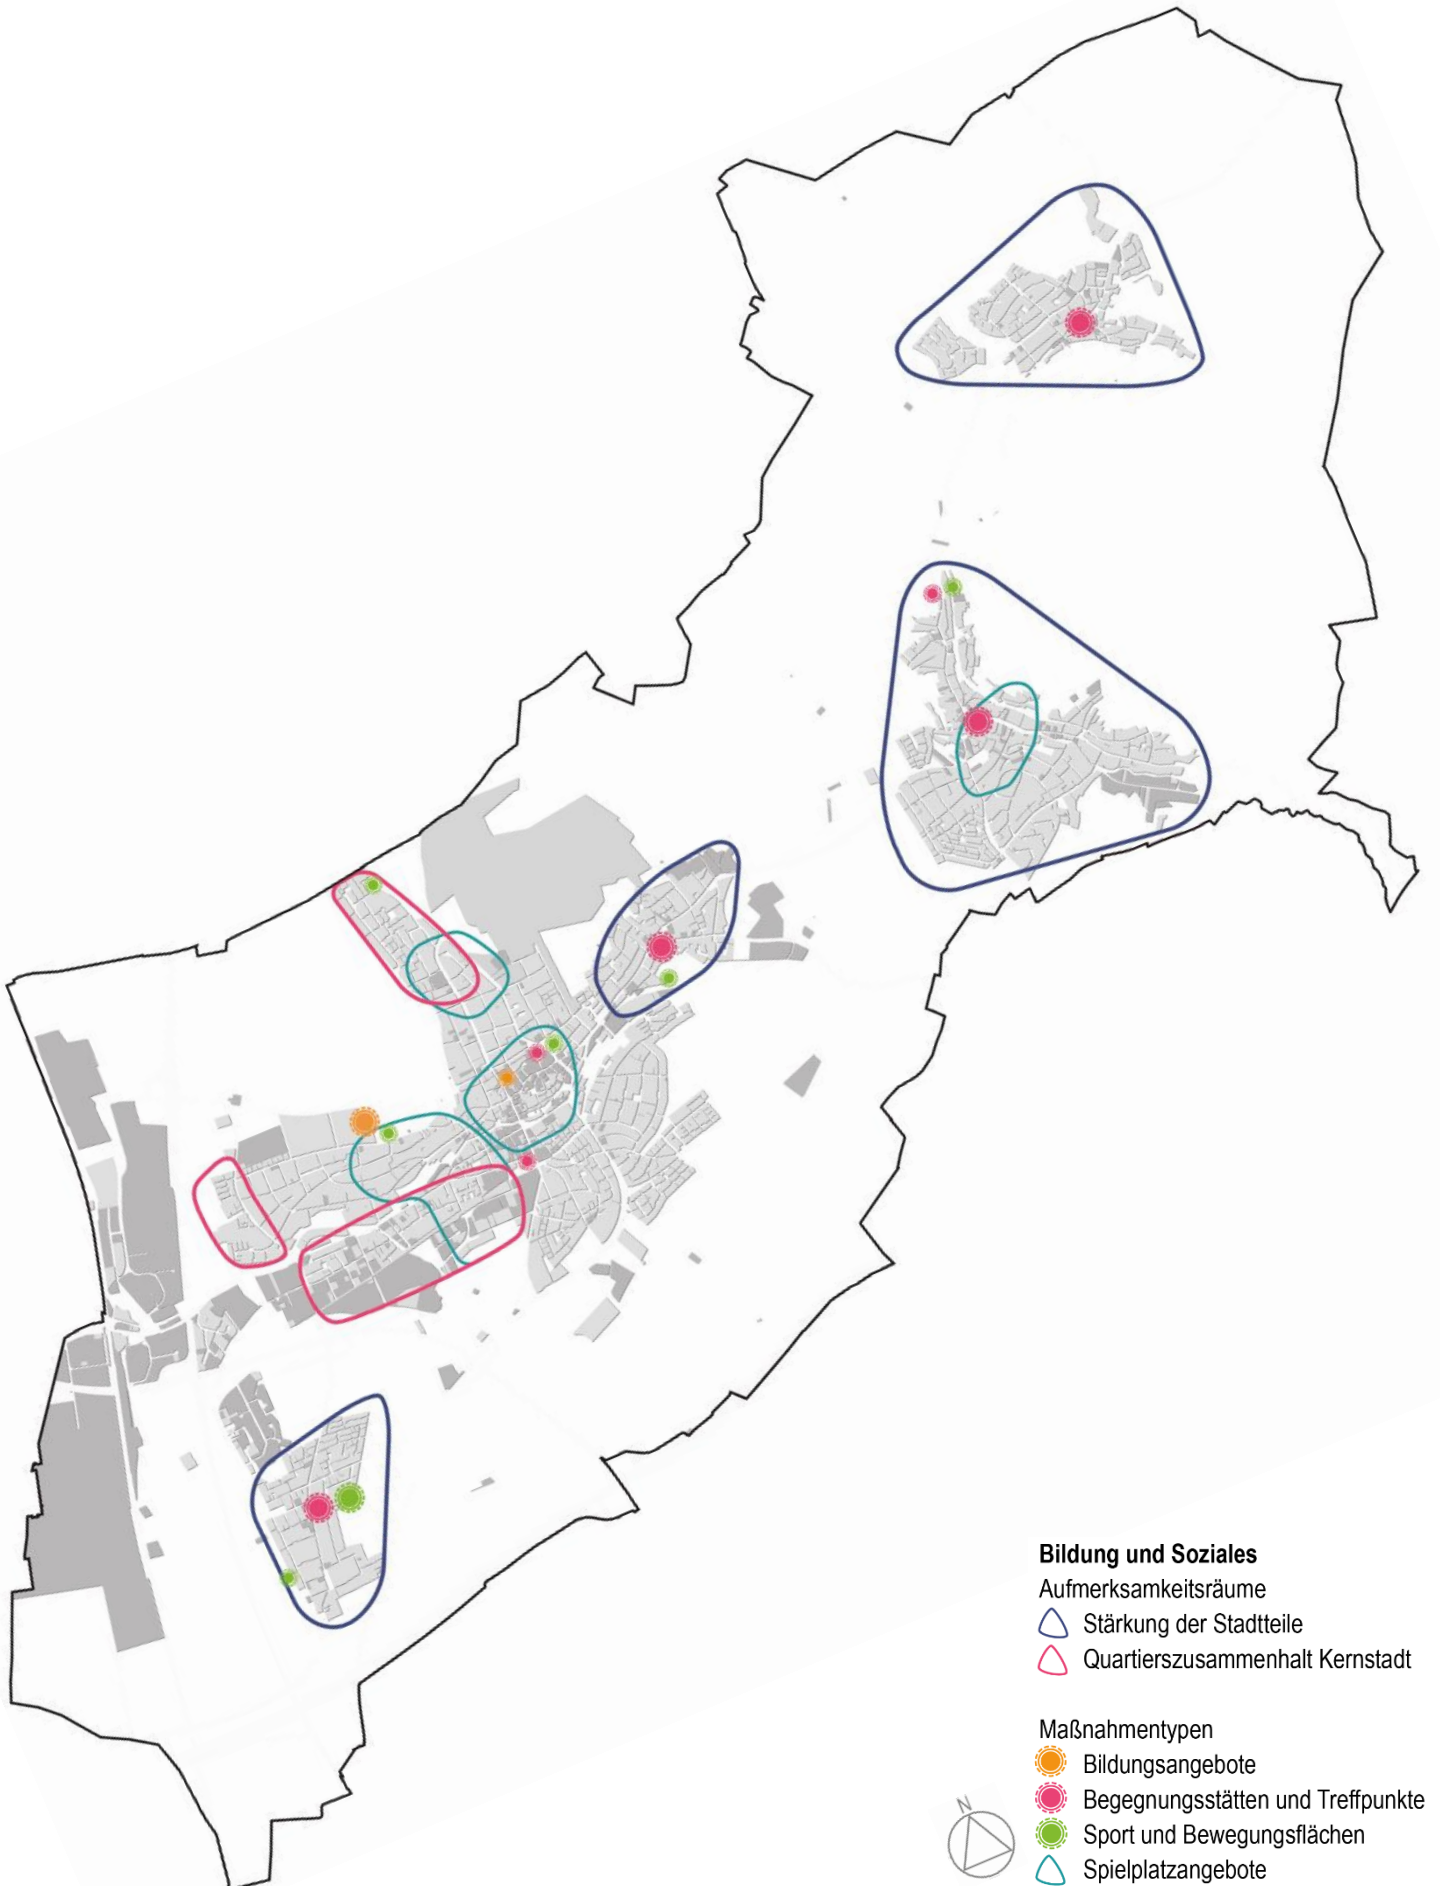 Bildung und Soziales
Aufmerksamkeitsräume
Stärkung der Stadtteile
Quartierszusammenhalt Kernstadt
Maßnahmentypen
Bildungsangebote
Begegnungsstätten und Treffpunkte
Sport und Bewegungsflächen
Spielplatzangebote
N